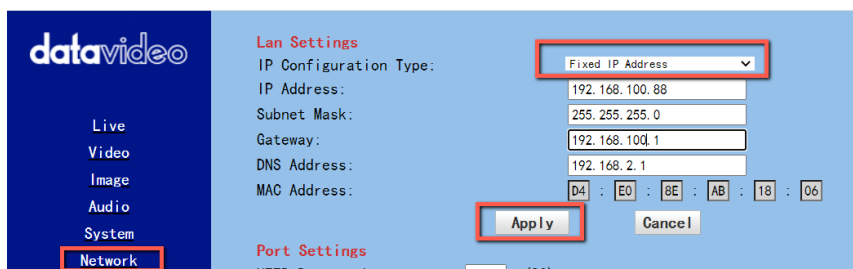 datavideo
Live
Video
Image
Audio
System
Network
Lan Settings
IP Configuration Type: Fixed IP Address
IP Address: 192.168.100.88
Subnet Mask: 255.255.255.0
Gateway: 192.168.100.1
DNS Address: 192.168.2.1
MAC Address: D4 : E0 : 8E : AB : 18 : 06
Apply Cancel
Port Settings